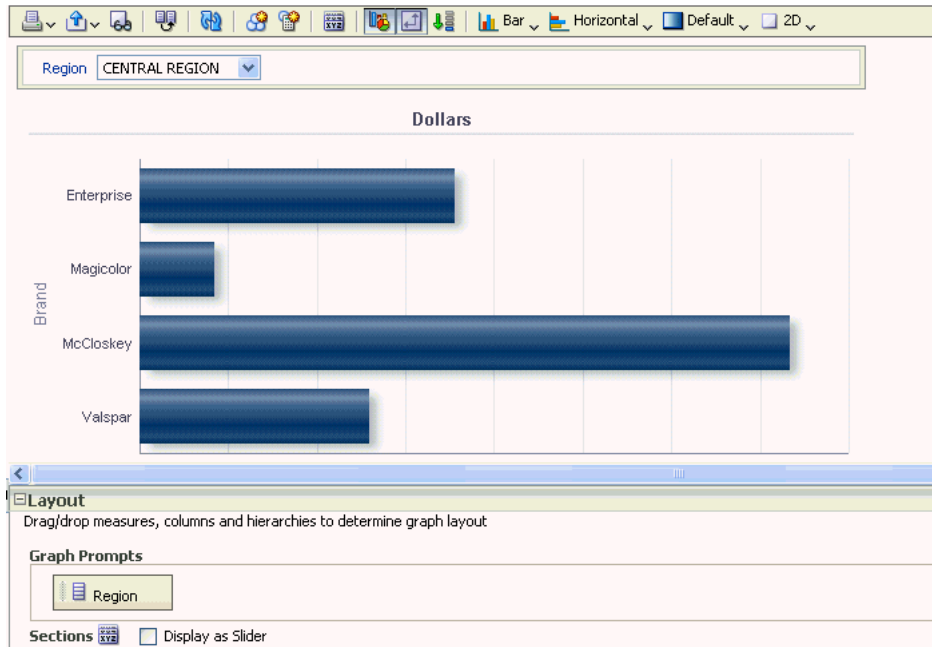 Bar Horizontal Default 2D
Region CENTRAL REGION
Dollars
Enterprise
Magicolor
Brand
McCloskey
Valspar
Layout
Drag/drop measures, columns and hierarchies to determine graph layout
Graph Prompts
Region
Sections Display as Slider